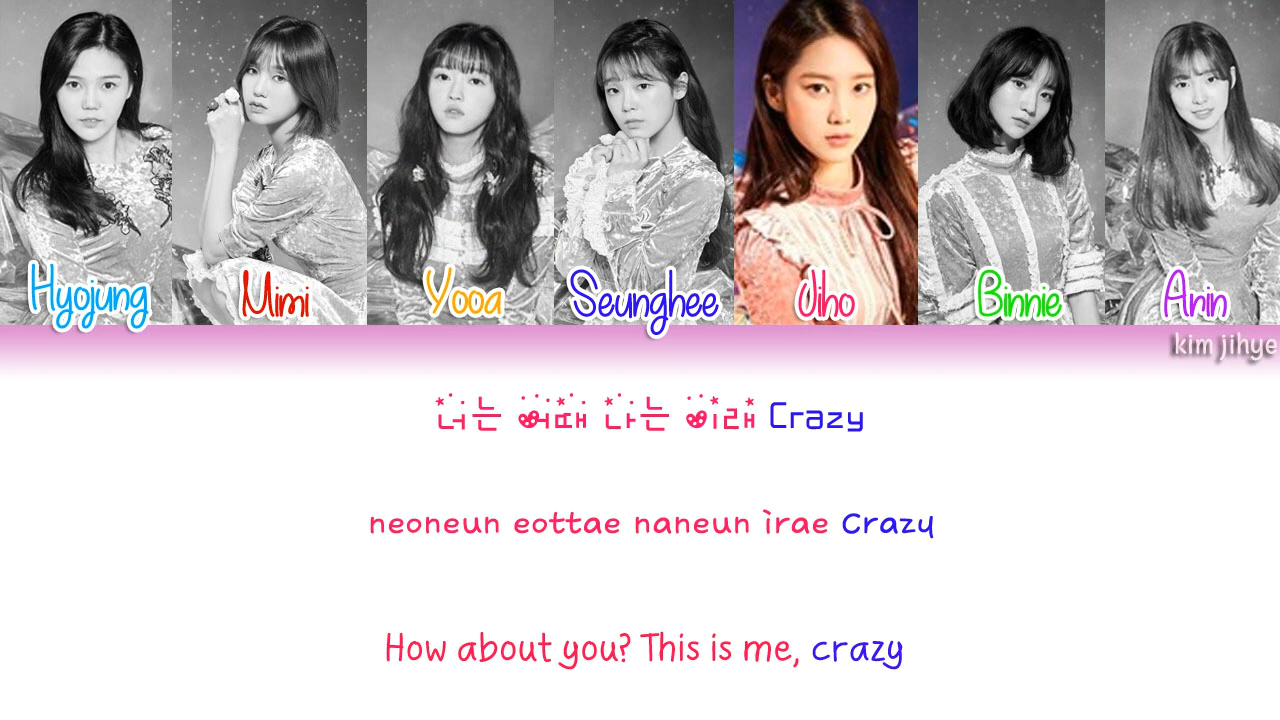 Hyojung
Mimi
Yooa
Seunghee
Jiho
Binnie
Arin
kim jihye
너는 어때 나는 이래 Crazy
neoneun eottae naneun ìrae Crazy
How about you? This is me, crazy